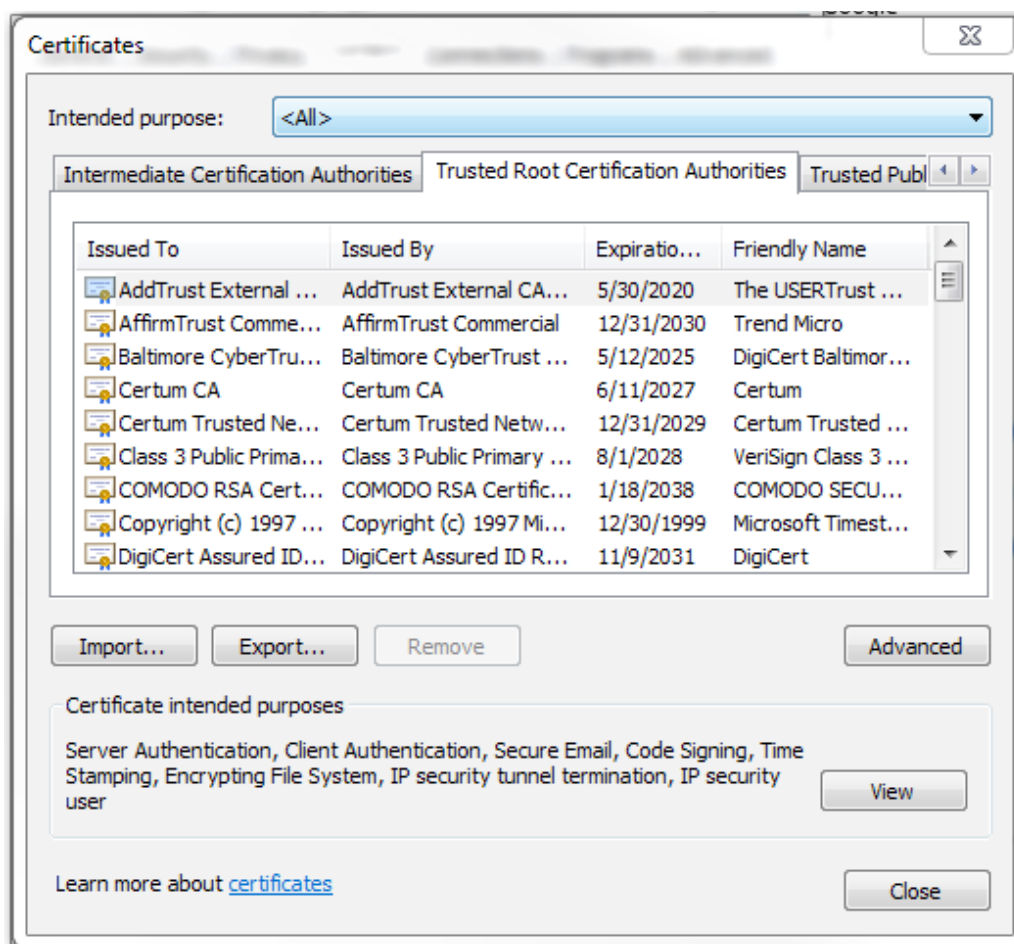 Certificates
Intended purpose: <All>
Intermediate Certification Authorities Trusted Root Certification Authorities Trusted Publ
Issued To Issued By Expiratio... Friendly Name
AddTrust External ... AddTrust External CA... 5/30/2020 The USERTrust ...
AffirmTrust Comme... AffirmTrust Commercial 12/31/2030 Trend Micro
Baltimore CyberTru... Baltimore CyberTrust ... 5/12/2025 DigiCert Baltimor...
Certum CA Certum CA 6/11/2027 Certum
Certum Trusted Ne... Certum Trusted Netw... 12/31/2029 Certum Trusted ...
Class 3 Public Prima... Class 3 Public Primary ... 8/1/2028 VeriSign Class 3 ...
COMODO RSA Cert... COMODO RSA Certific... 1/18/2038 COMODO SECU...
Copyright (c) 1997 ... Copyright (c) 1997 Mi... 12/30/1999 Microsoft Timest...
DigiCert Assured ID... DigiCert Assured ID R... 11/9/2031 DigiCert
Import... Export... Remove Advanced
Certificate intended purposes
Server Authentication, Client Authentication, Secure Email, Code Signing, Time
Stamping, Encrypting File System, IP security tunnel termination, IP security
user
View
Learn more about certificates
Close